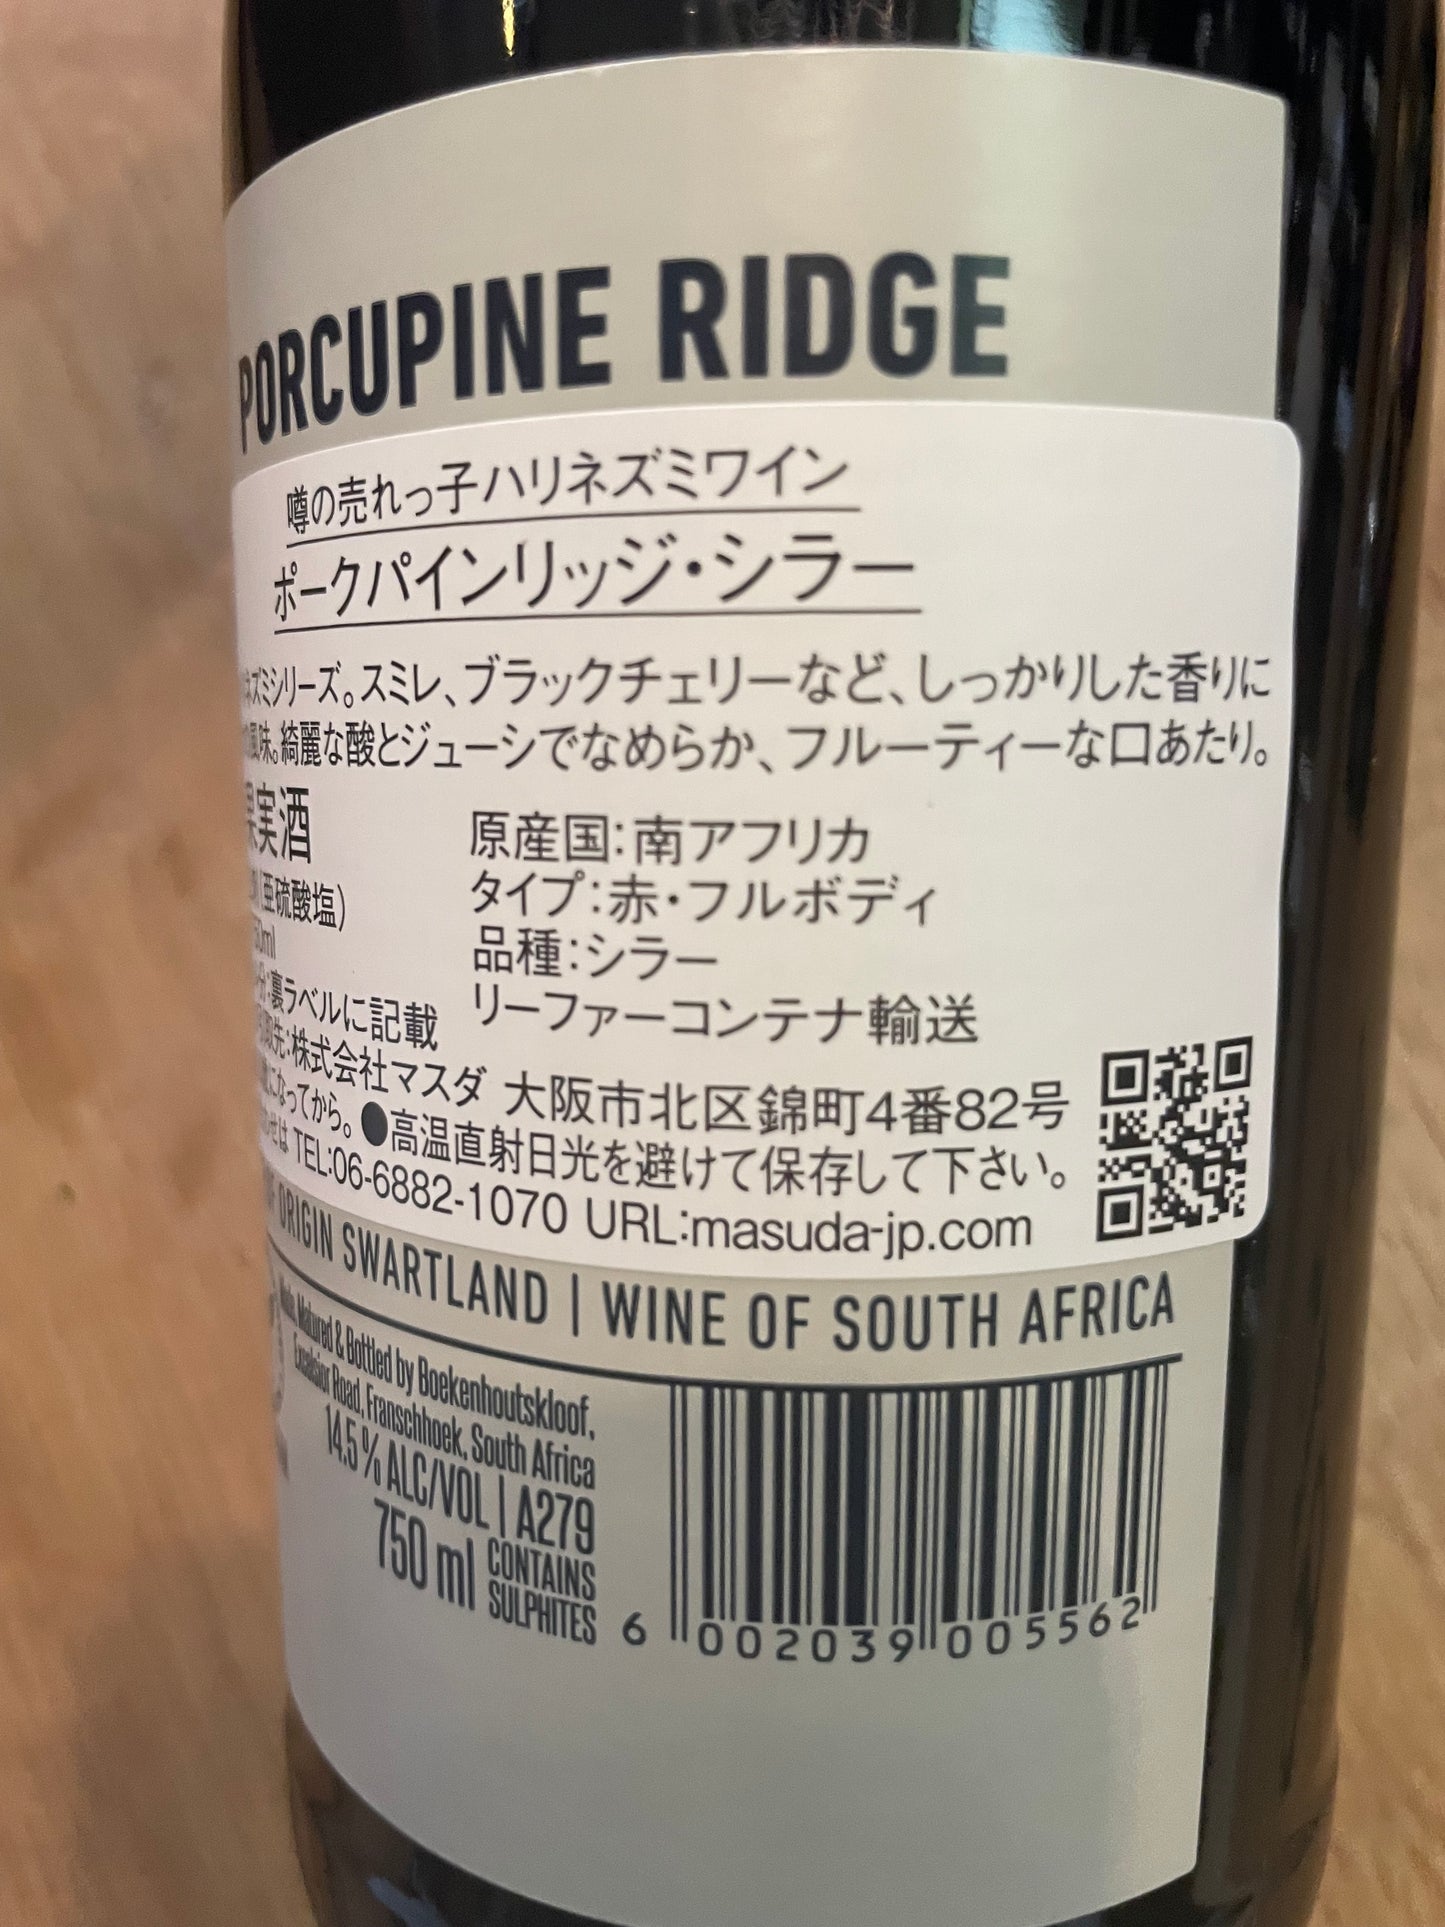 PORCUPINE RIDGE
噂の売れっ子ハリネズミワイン
ポークパインリッジ・シラー
ネズミシリーズ。スミレ、ブラックチェリーなど、しっかりした香りに
風味。綺麗な酸とジューシでなめらか、フルーティーな口あたり。
果実酒
(亜硫酸塩)
50ml
分:裏ラベルに記載
取先:株式会社マスダ 大阪市北区錦町4番82号
になってから。●高温直射日光を避けて保存して下さい。
せは TEL:06-6882-1070 URL:masuda-jp.com
原産国:南アフリカ
タイプ:赤・フルボディ
品種:シラー
リーファーコンテナ輸送
OF ORIGIN SWARTLAND | WINE OF SOUTH AFRICA
Made, Matured & Bottled by Boekenhoutskloof,
Excelsior Road, Franschhoek, South Africa
14.5 % ALC/VOL | A279
750 ml CONTAINS
SULPHITES
6 002039 005562